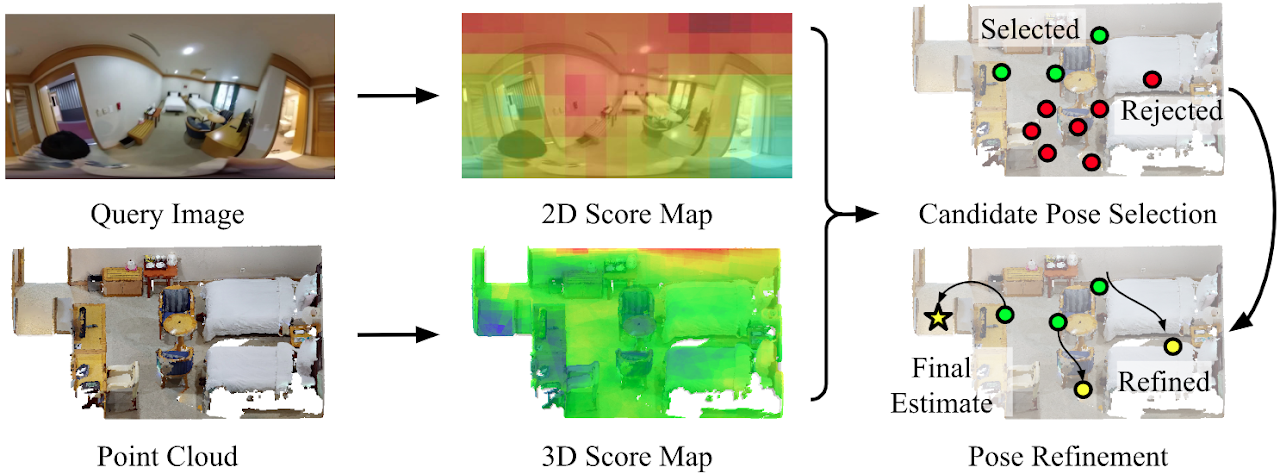 Selected
Rejected
Query Image
2D Score Map
Candidate Pose Selection
Final
Estimate
Refined
Point Cloud
3D Score Map
Pose Refinement